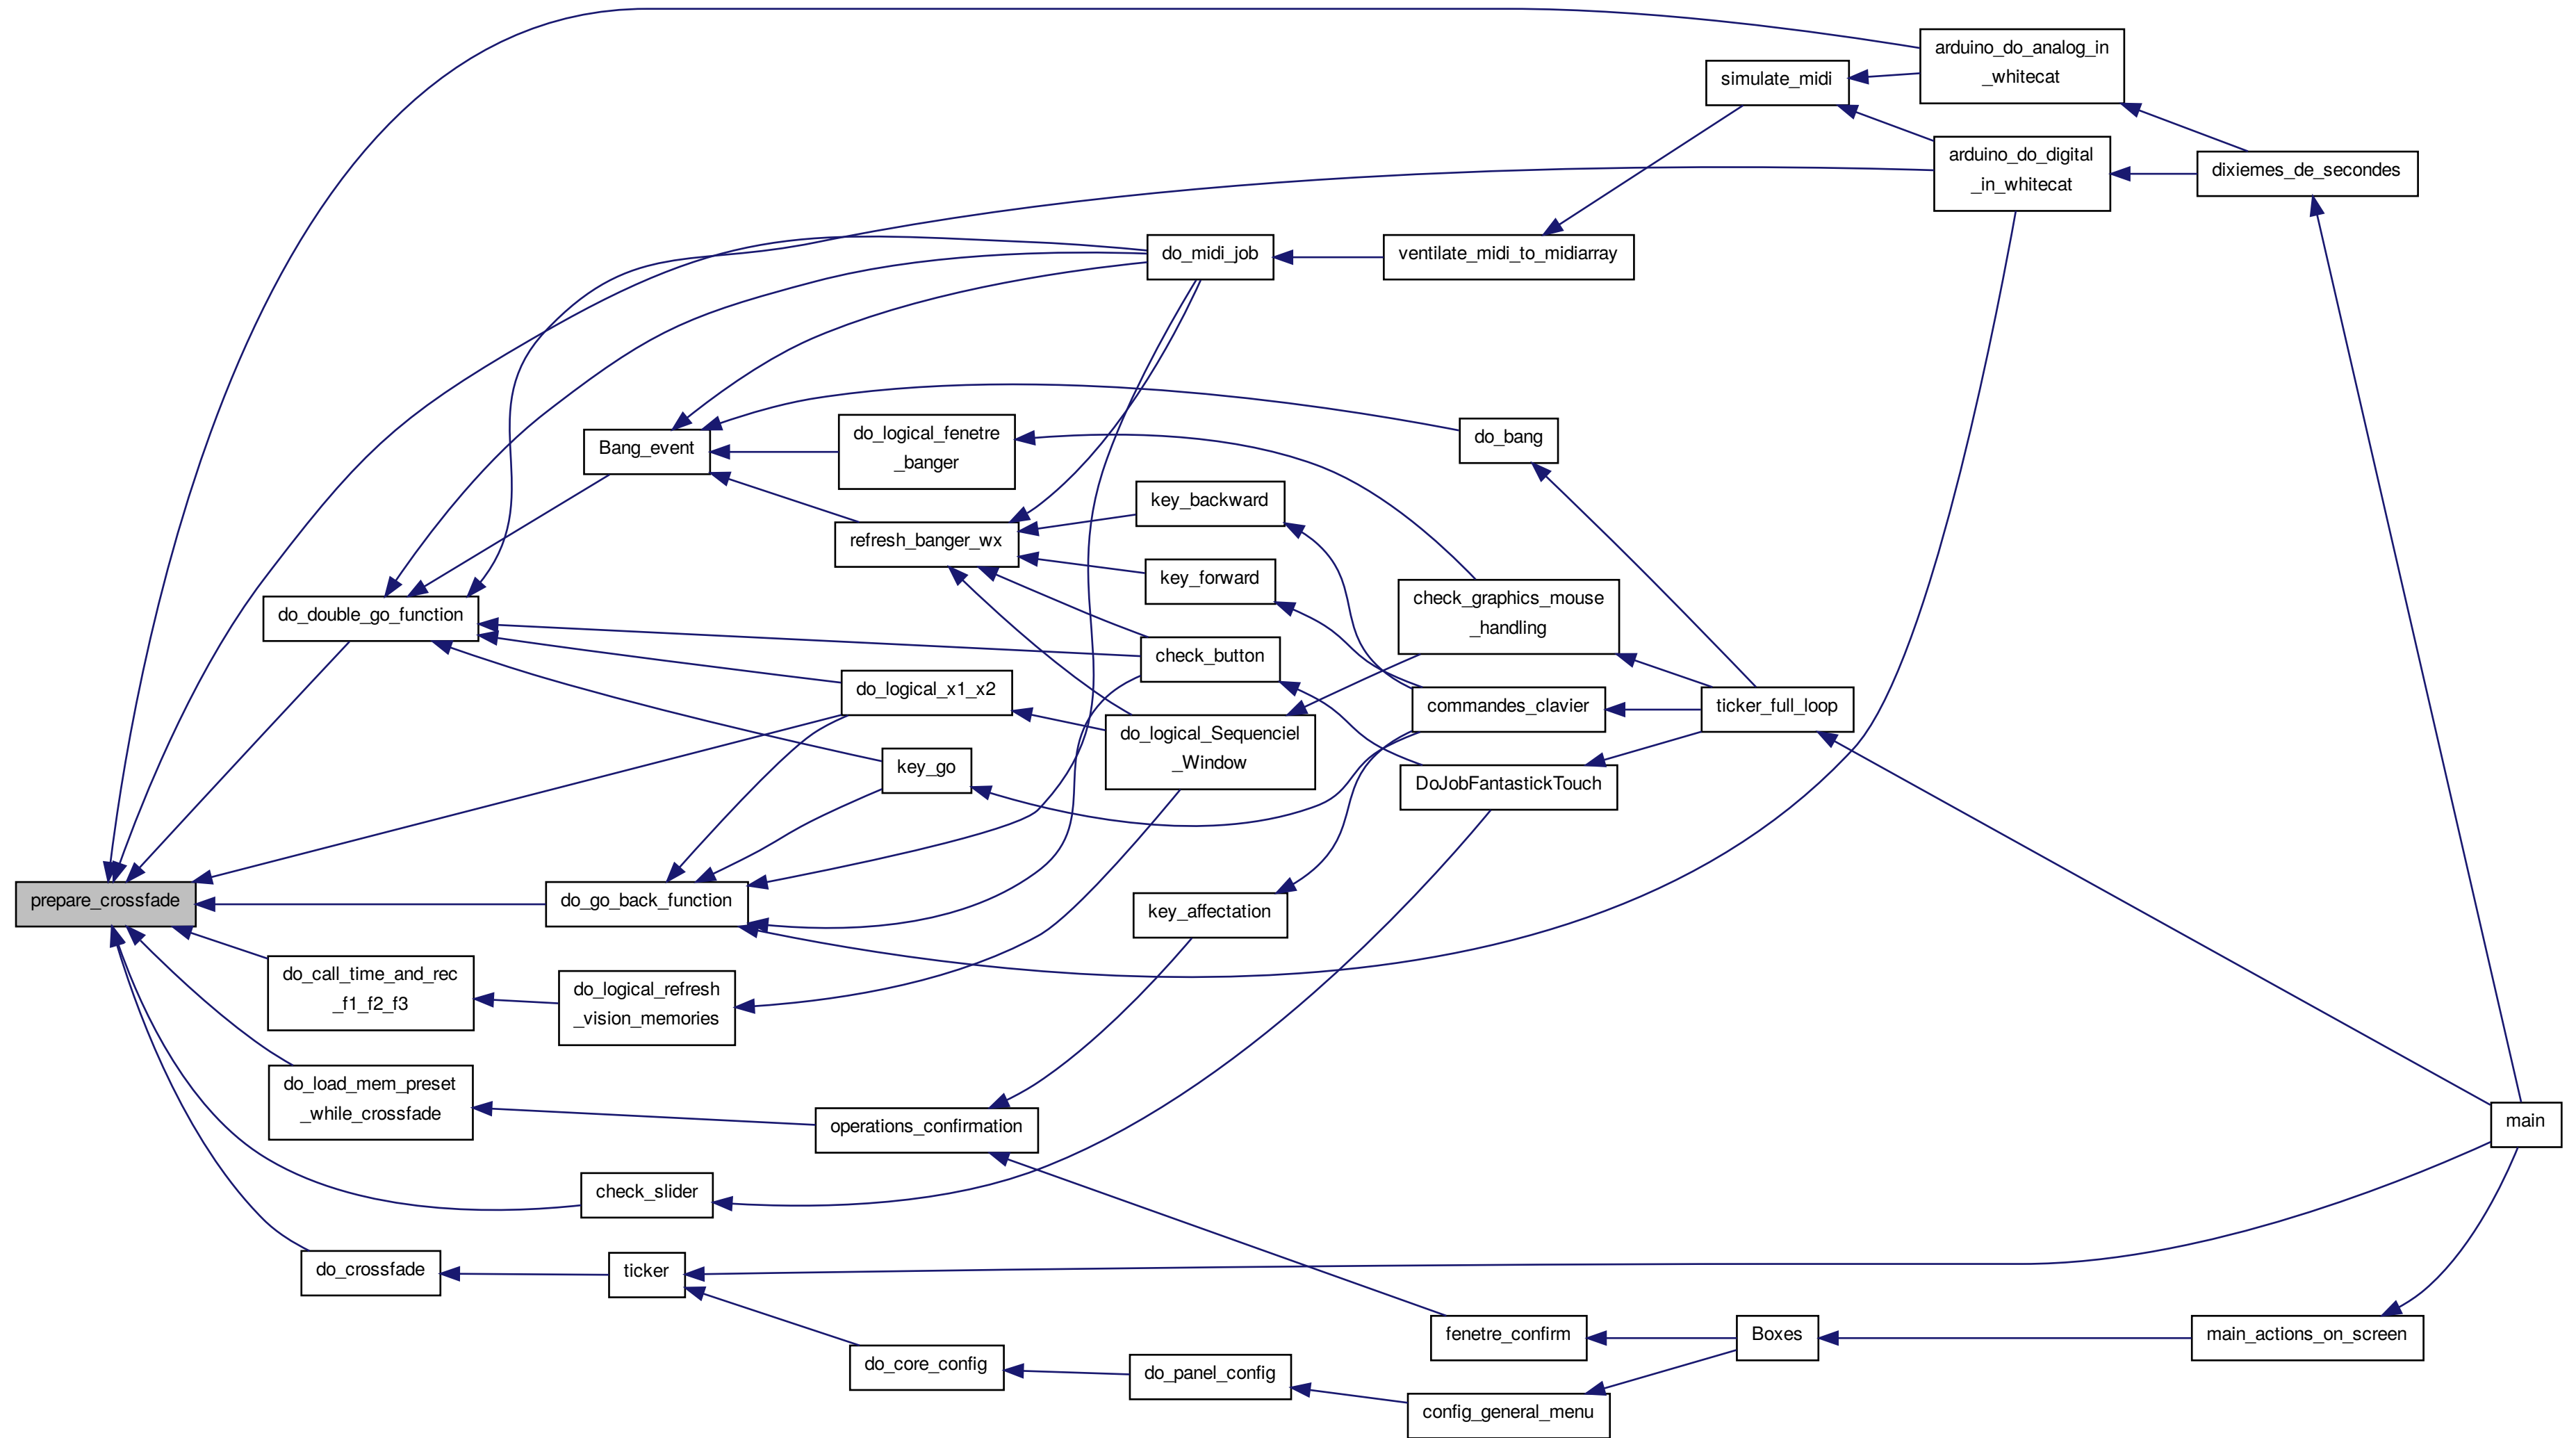 arduino_do_analog_in
_whitecat
simulate_midi
arduino_do_digital
_in_whitecat
dixiemes_de_secondes
do_midi_job
ventilate_midi_to_midiarray
Bang_event
do_logical_fenetre
_banger
do_bang
key_backward
refresh_banger_wx
key_forward
check_graphics_mouse
_handling
do_double_go_function
check_button
do_logical_x1_x2
commandes_clavier
ticker_full_loop
do_logical_Sequenciel
_Window
key_go
DoJobFantastickTouch
prepare_crossfade
do_go_back_function
key_affectation
do_call_time_and_rec
_f1_f2_f3
do_logical_refresh
_vision_memories
do_load_mem_preset
_while_crossfade
operations_confirmation
main
check_slider
do_crossfade
ticker
fenetre_confirm
Boxes
main_actions_on_screen
do_core_config
do_panel_config
config_general_menu